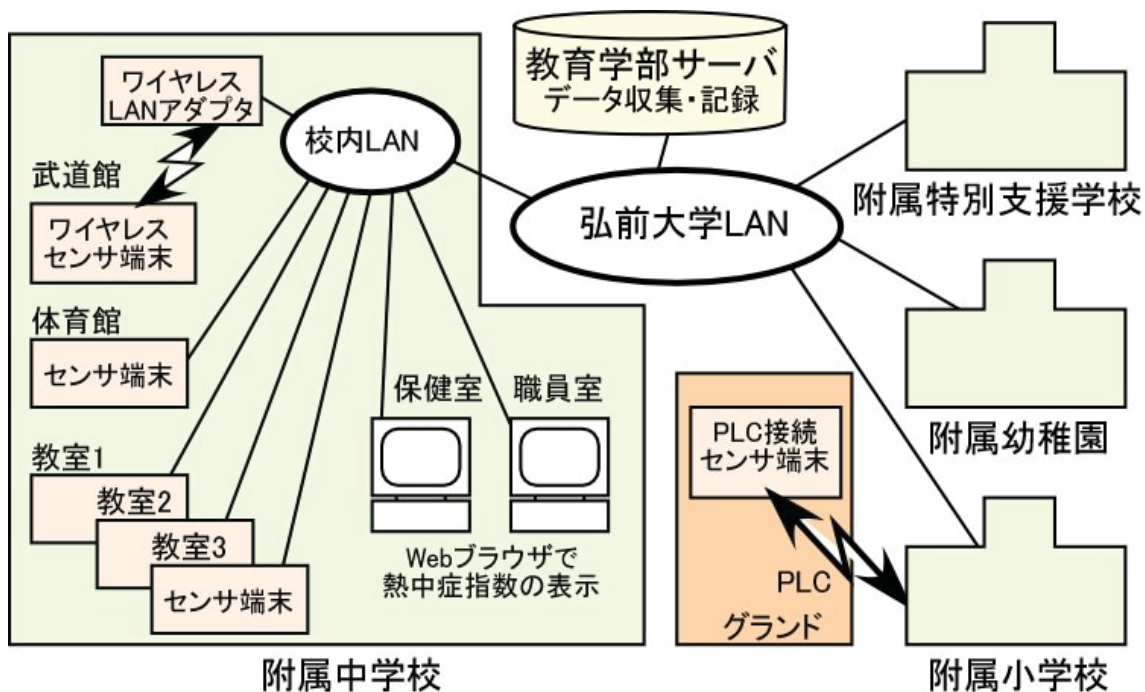 ワイヤレス
LANアダプタ
校内LAN
武道館
ワイヤレス
センサ端末
体育館
センサ端末
教室1
教室2
教室3
センサ端末
保健室
職員室
Webブラウザで
熱中症指数の表示
附属中学校
教育学部サーバ
データ収集・記録
弘前大学LAN
附属特別支援学校
附属幼稚園
PLC接続
センサ端末
PLC
グランド
附属小学校